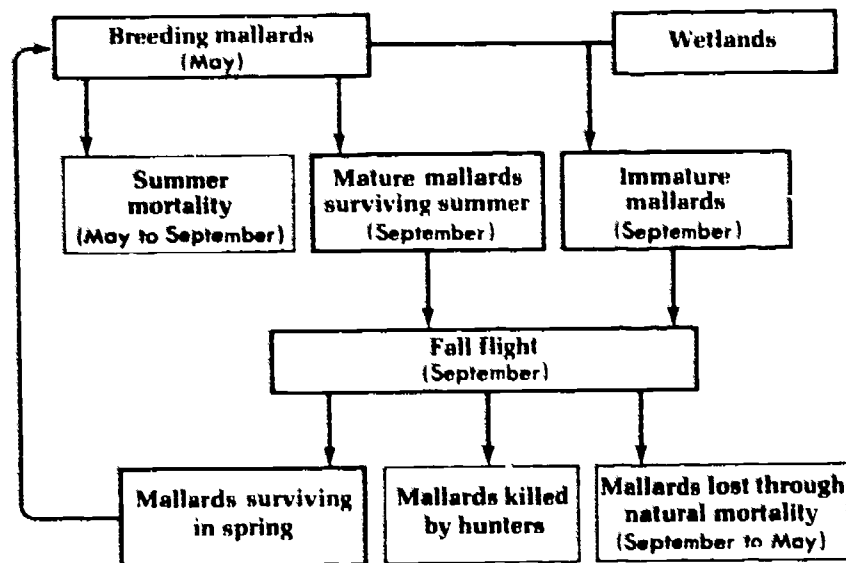 Breeding mallards
(May)
Wetlands
Summer
mortality
(May to September)
Mature mallards
surviving summer
(September)
Immature
mallards
(September)
Fall flight
(September)
Mallards surviving
in spring
Mallards killed
by hunters
Mallards lost through
natural mortality
(September to May)